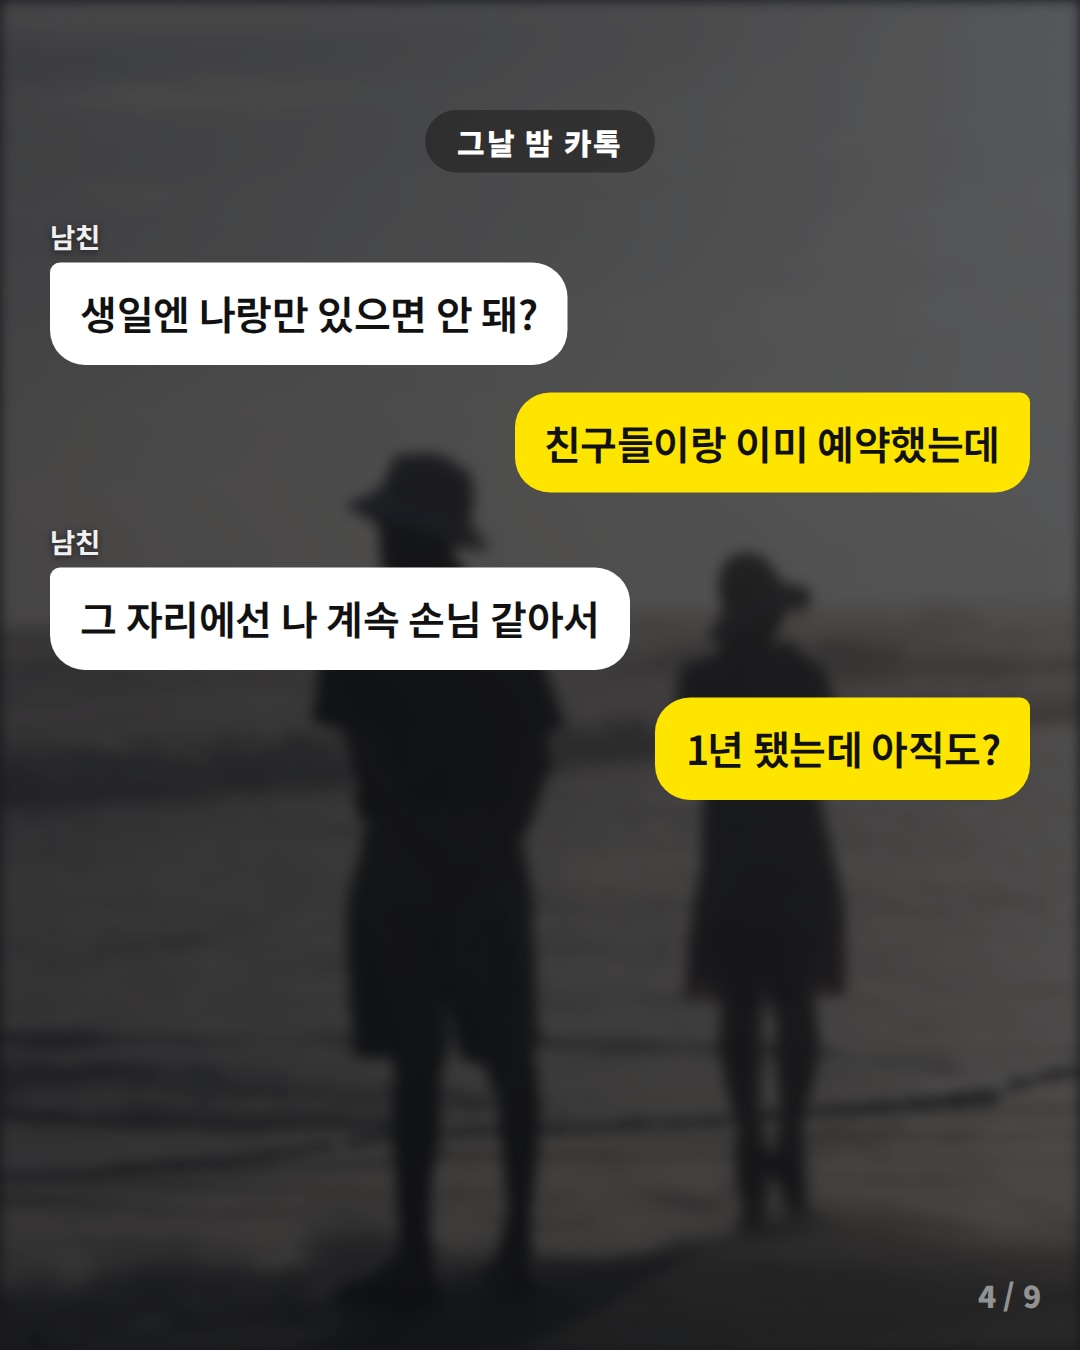 그날 밤 카톡
남친
생일엔 나랑만 있으면 안 돼?
친구들이랑 이미 예약했는데
남친
그 자리에선 나 계속 손님 같아서
1년 됐는데 아직도?
4 / 9